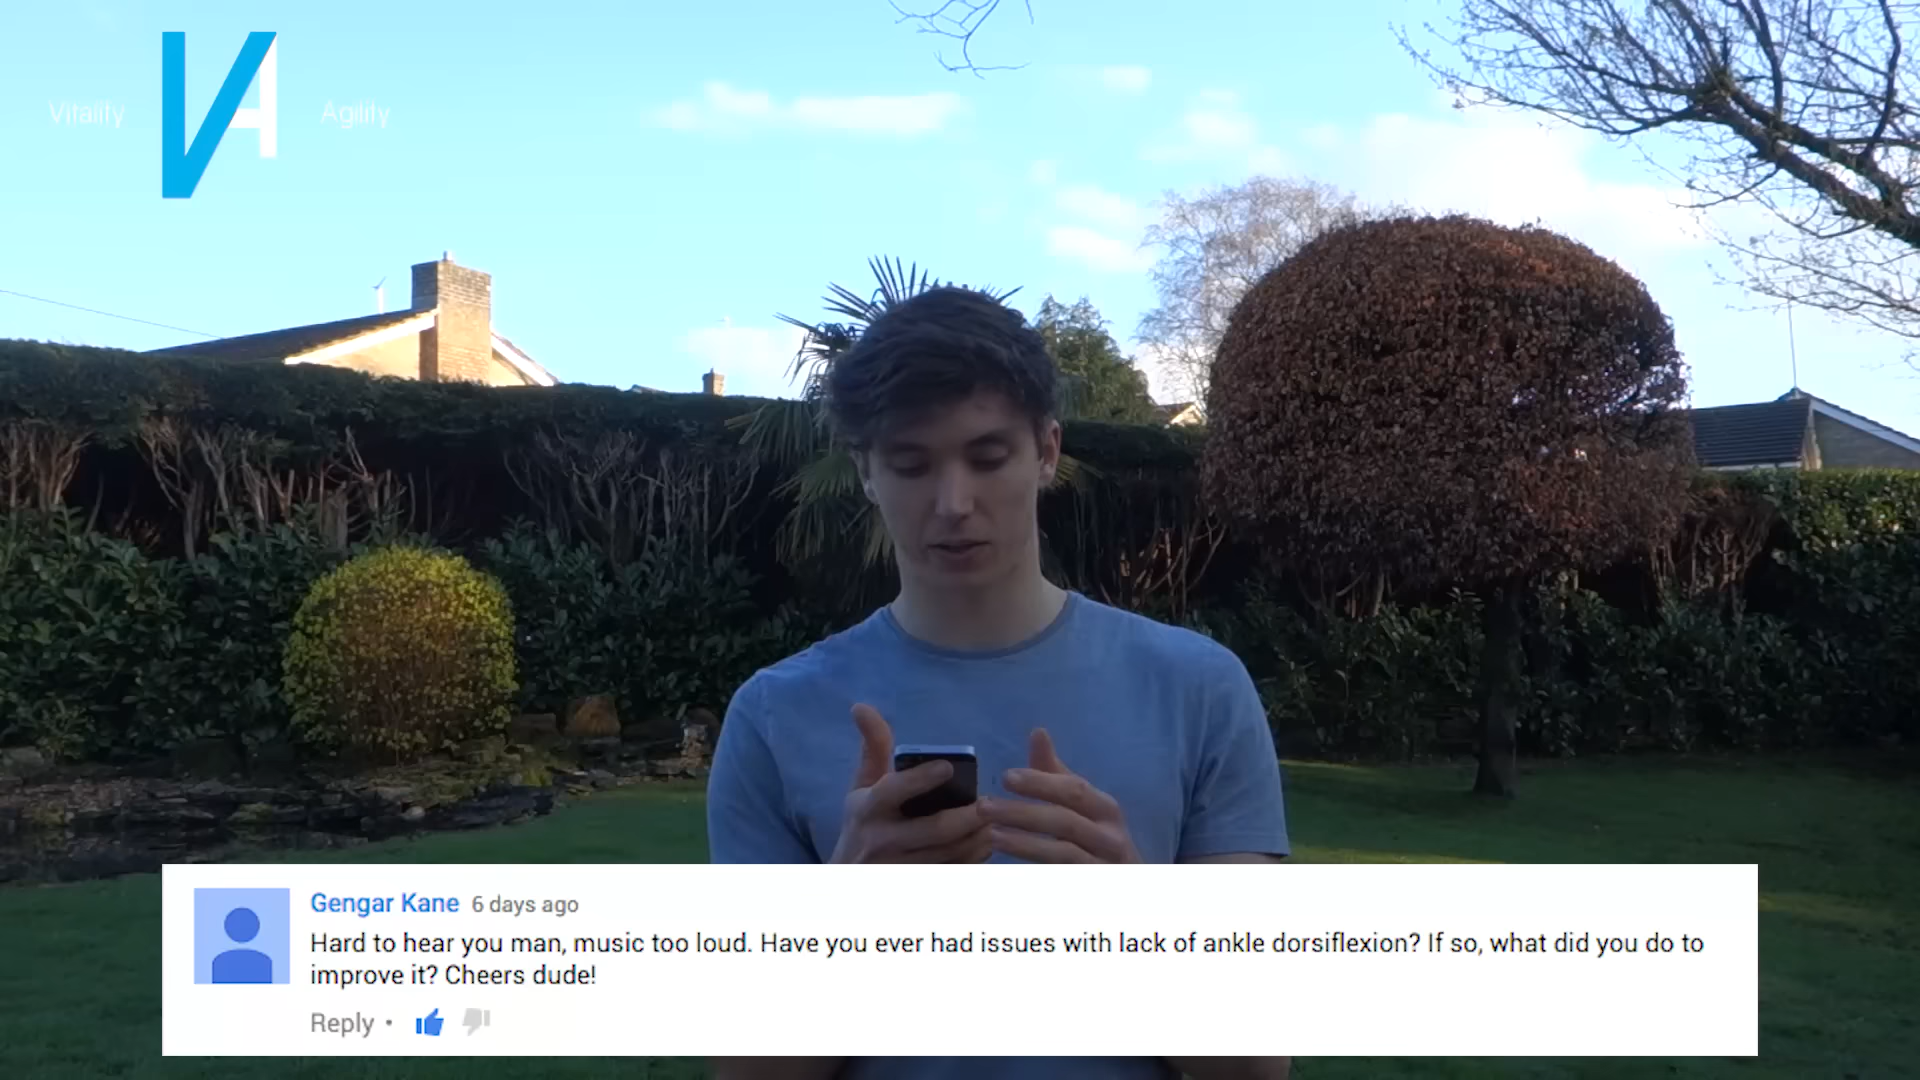 Vitality VA Agility
Gengar Kane 6 days ago
Hard to hear you man, music too loud. Have you ever had issues with lack of ankle dorsiflexion? If so, what did you do to
improve it? Cheers dude!
Reply •